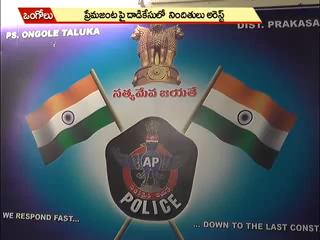 ఒంగోలు
ప్రేమజంట పై దాడికేసులో నిందితులు అరెస్ట్
PS. ONGOLE TALUKA
DIST. PRAKASA
సత్యమేవ జయతే
AP
POLICE
WE RESPOND FAST...
... DOWN TO THE LAST CONSTA